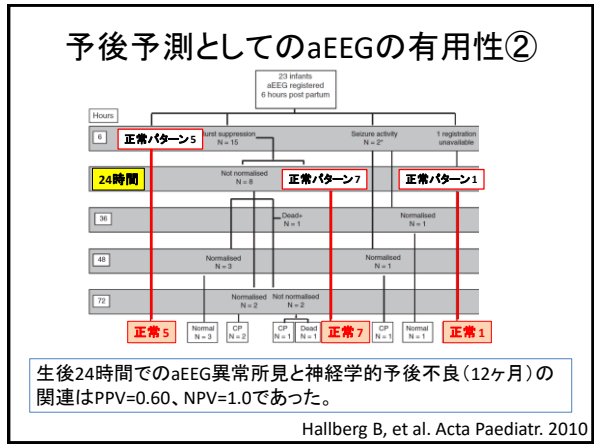 予後予測としてのaEEGの有用性②
23 infants
aEEG registered
6 hours post partum
Hours
6
正常パターン5
urst suppression
N = 15
Seizure activity
N = 2*
1 registration
unavailable
24時間
Not normalised
N = 8
正常パターン7
正常パターン1
36
Dead+
N = 1
Normalised
N = 1
48
Normalised
N = 3
Normalised
N = 1
72
Normalised
N = 2
Not normalised
N = 2
正常5
Normal
N = 3
CP
N = 2
CP
N = 1
Dead
N = 1
正常7
CP
N = 1
Normal
N = 1
正常1
生後24時間でのaEEG異常所見と神経学的予後不良(12ヶ月)の
関連はPPV=0.60、NPV=1.0であった。
Hallberg B, et al. Acta Paediatr. 2010